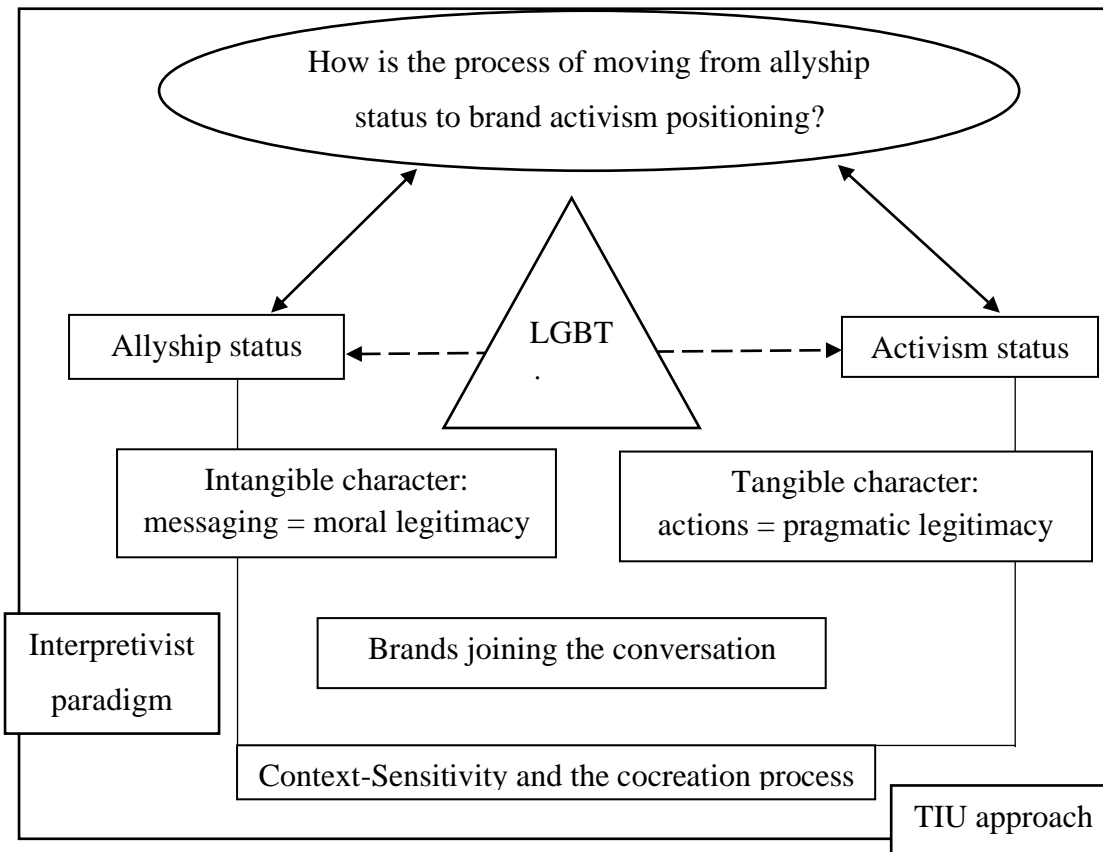 How is the process of moving from allyship
status to brand activism positioning?
LGBT
.
Allyship status
Activism status
Intangible character:
messaging = moral legitimacy
Tangible character:
actions = pragmatic legitimacy
Interpretivist
paradigm
Brands joining the conversation
Context-Sensitivity and the cocreation process
TIU approach